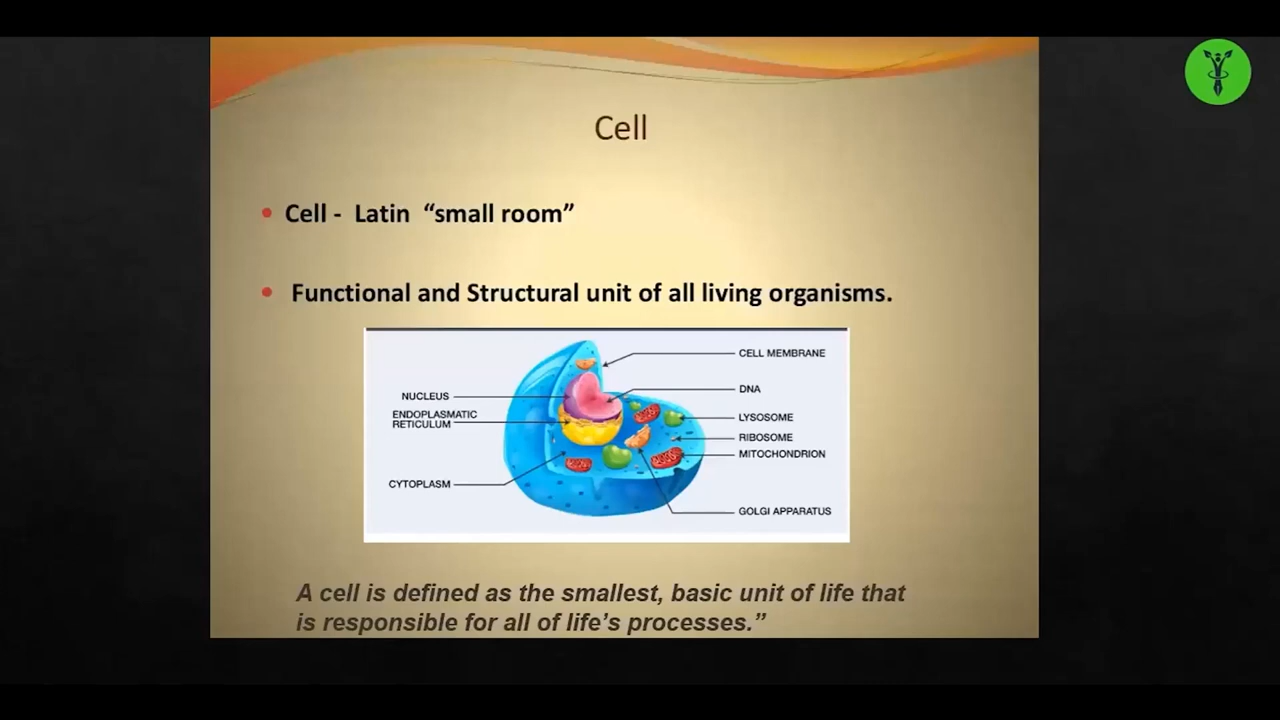 Cell
• Cell - Latin “small room”
• Functional and Structural unit of all living organisms.
CELL MEMBRANE
NUCLEUS
DNA
ENDOPLASMATIC
RETICULUM
LYSOSOME
RIBOSOME
MITOCHONDRION
CYTOPLASM
GOLGI APPARATUS
A cell is defined as the smallest, basic unit of life that
is responsible for all of life’s processes.”